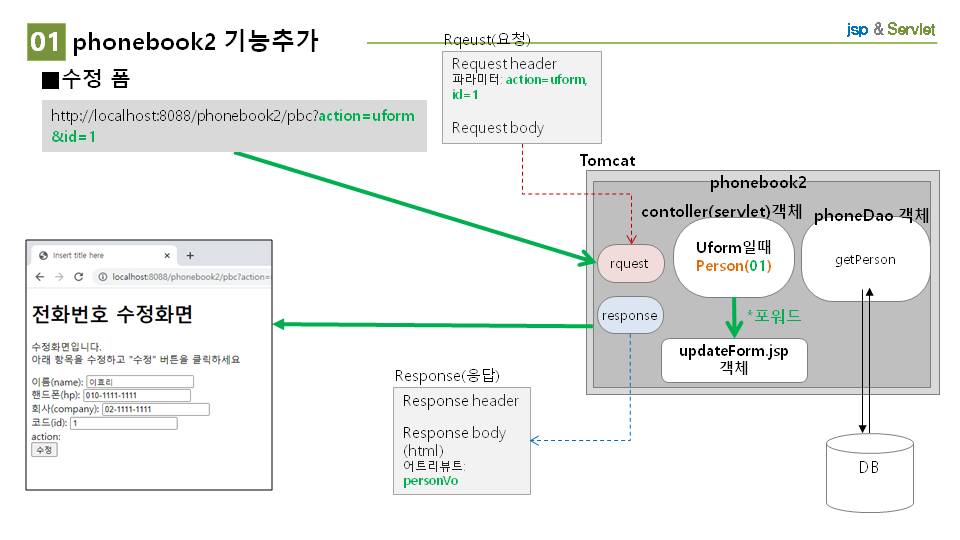 01 phonebook2 기능추가
jsp & Servlet
■수정 폼
http://localhost:8088/phonebook2/pbc?action=uform
&id=1
Rqeust(요청)
Request header
파라미터: action=uform,
id=1
Request body
Tomcat
phonebook2
contoller(servlet)객체
phoneDao 객체
rquest
Uform일때
Person(01)
getPerson
response
*포워드
updateForm.jsp
객체
DB
Insert title here
localhost:8088/phonebook2/pbc?action=
전화번호 수정화면
수정화면입니다.
아래 항목을 수정하고 "수정" 버튼을 클릭하세요
이름(name): 이효리
핸드폰(hp): 010-1111-1111
회사(company): 02-1111-1111
코드(id): 1
action:
수정
Response(응답)
Response header
Response body
(html)
어트리뷰트:
personVo